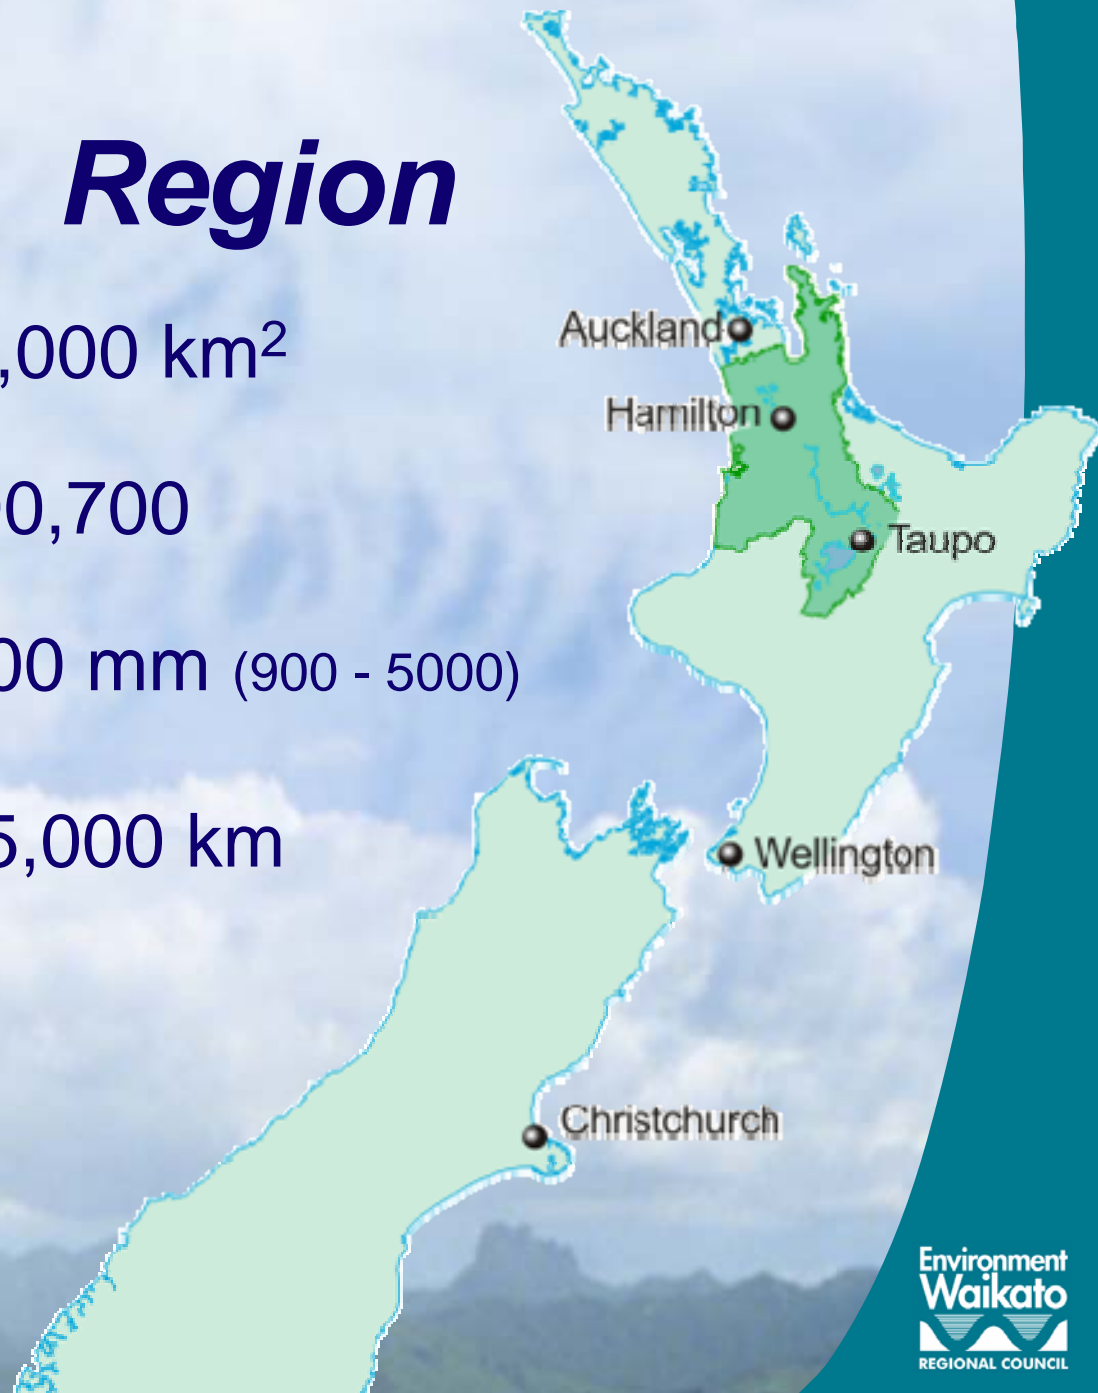 Region
,000 km²
0,700
00 mm (900 - 5000)
5,000 km
Auckland
Hamilton
Taupo
Wellington
Christchurch
Environment
Waikato
REGIONAL COUNCIL